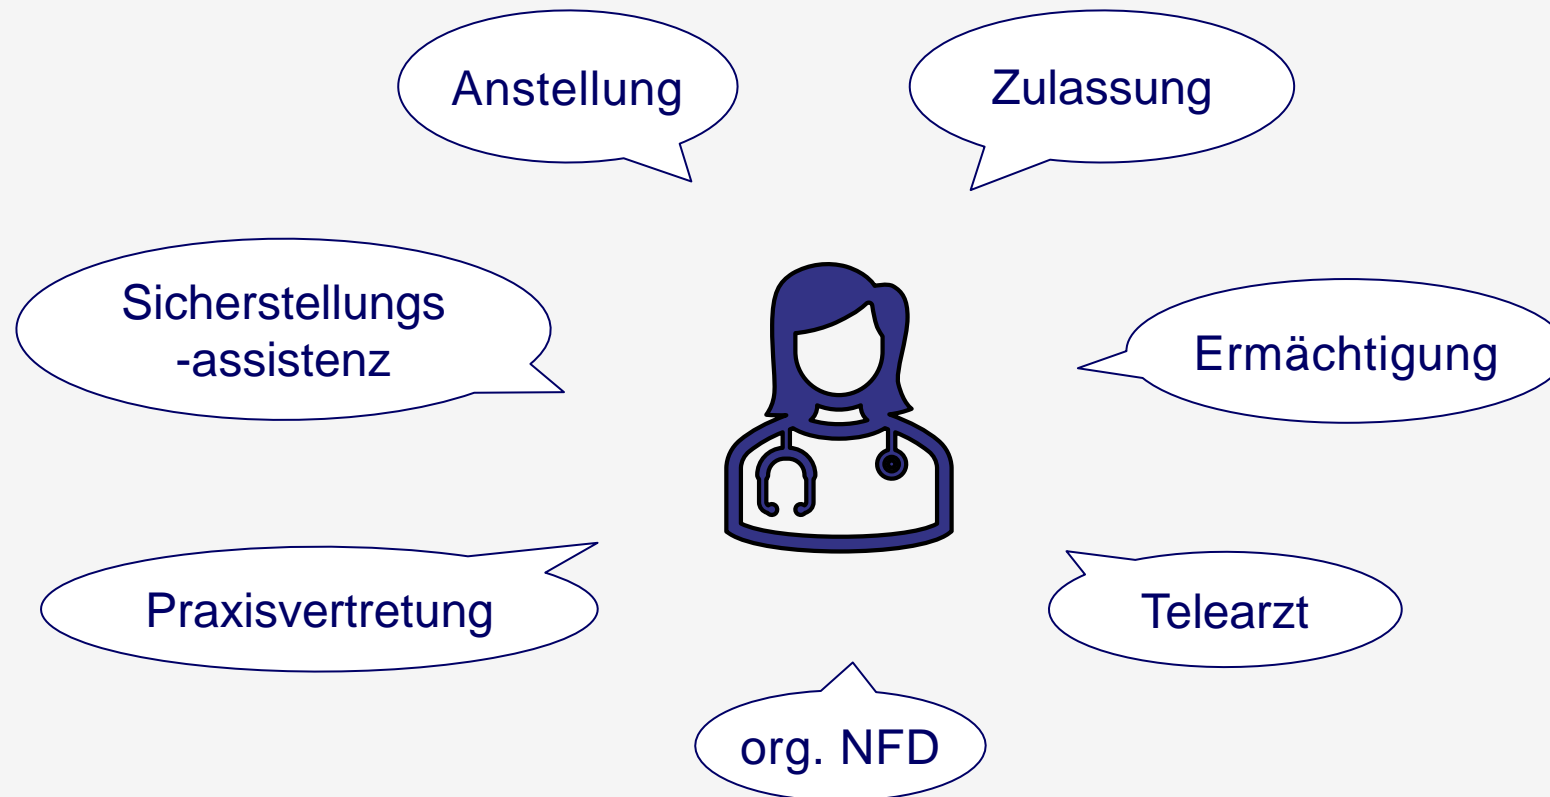 Anstellung
Zulassung
Sicherstellungs
-assistenz
Ermächtigung
Praxisvertretung
Telearzt
org. NFD